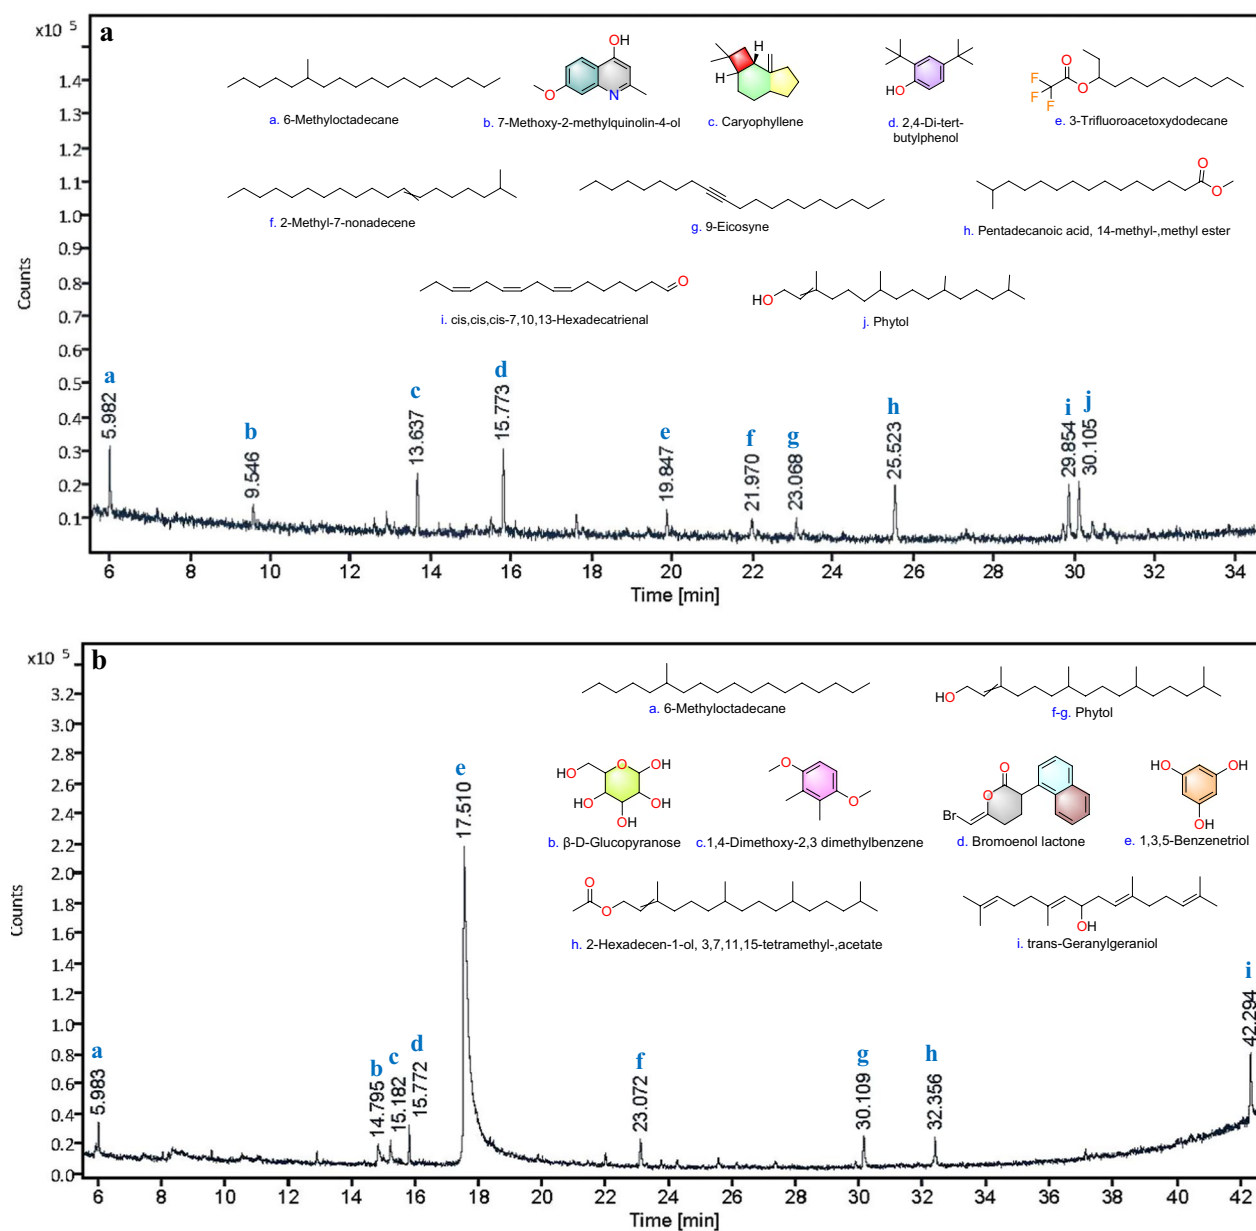 x10 5
a
1.4
1.3
1.2
1.1
1.0
0.9
0.8
0.7
0.6
0.5
0.4
0.3
0.2
0.1
Counts
OH
O
N
H
H
HO
F
F
F
O
O
a. 6-Methyloctadecane
b. 7-Methoxy-2-methylquinolin-4-ol
c. Caryophyllene
d. 2,4-Di-tert-
butylphenol
e. 3-Trifluoroacetoxydodecane
O
O
f. 2-Methyl-7-nonadecene
g. 9-Eicosyne
h. Pentadecanoic acid, 14-methyl-,methyl ester
O
HO
i. cis,cis,cis-7,10,13-Hexadecatrienal
j. Phytol
a
5.982
b
9.546
c
13.637
d
15.773
e
19.847
f
21.970
g
23.068
h
25.523
i
29.854
j
30.105
6 8 10 12 14 16 18 20 22 24 26 28 30 32 34
Time [min]
x10 5
b
3.2
3.0
2.8
2.6
2.4
2.2
2.0
1.8
1.6
1.4
1.2
1.0
0.8
0.6
0.4
0.2
0.0
Counts
HO
a. 6-Methyloctadecane
f-g. Phytol
HO
O
OH
HO
OH
OH
O
O
O
O
Br
HO
OH
OH
b. β-D-Glucopyranose
c.1,4-Dimethoxy-2,3 dimethylbenzene
d. Bromoenol lactone
e. 1,3,5-Benzenetriol
O
O
OH
h. 2-Hexadecen-1-ol, 3,7,11,15-tetramethyl-,acetate
i. trans-Geranylgeraniol
a
5.983
b
14.795
c
15.182
d
15.772
e
17.510
f
23.072
g
30.109
h
32.356
i
42.294
6 8 10 12 14 16 18 20 22 24 26 28 30 32 34 36 38 40 42
Time [min]